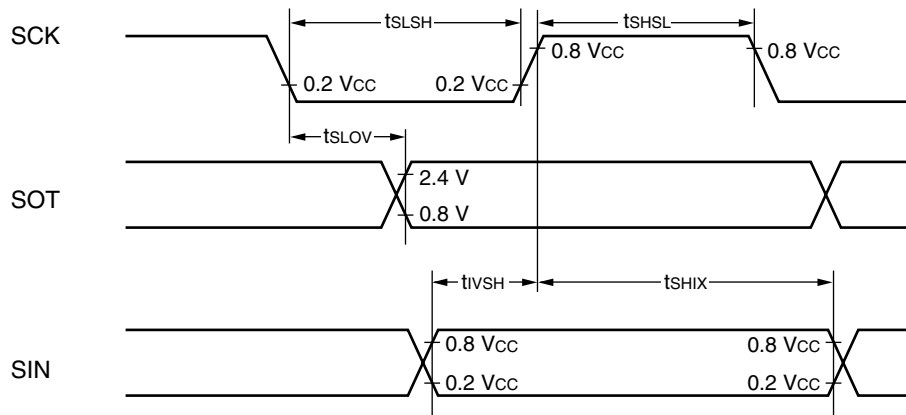 tSLSH tSHSL
SCK
0.8 VCC 0.8 VCC
0.2 VCC 0.2 VCC
tSLOV
SOT
2.4 V
0.8 V
tIVSH tSHIX
SIN
0.8 VCC 0.8 VCC
0.2 VCC 0.2 VCC